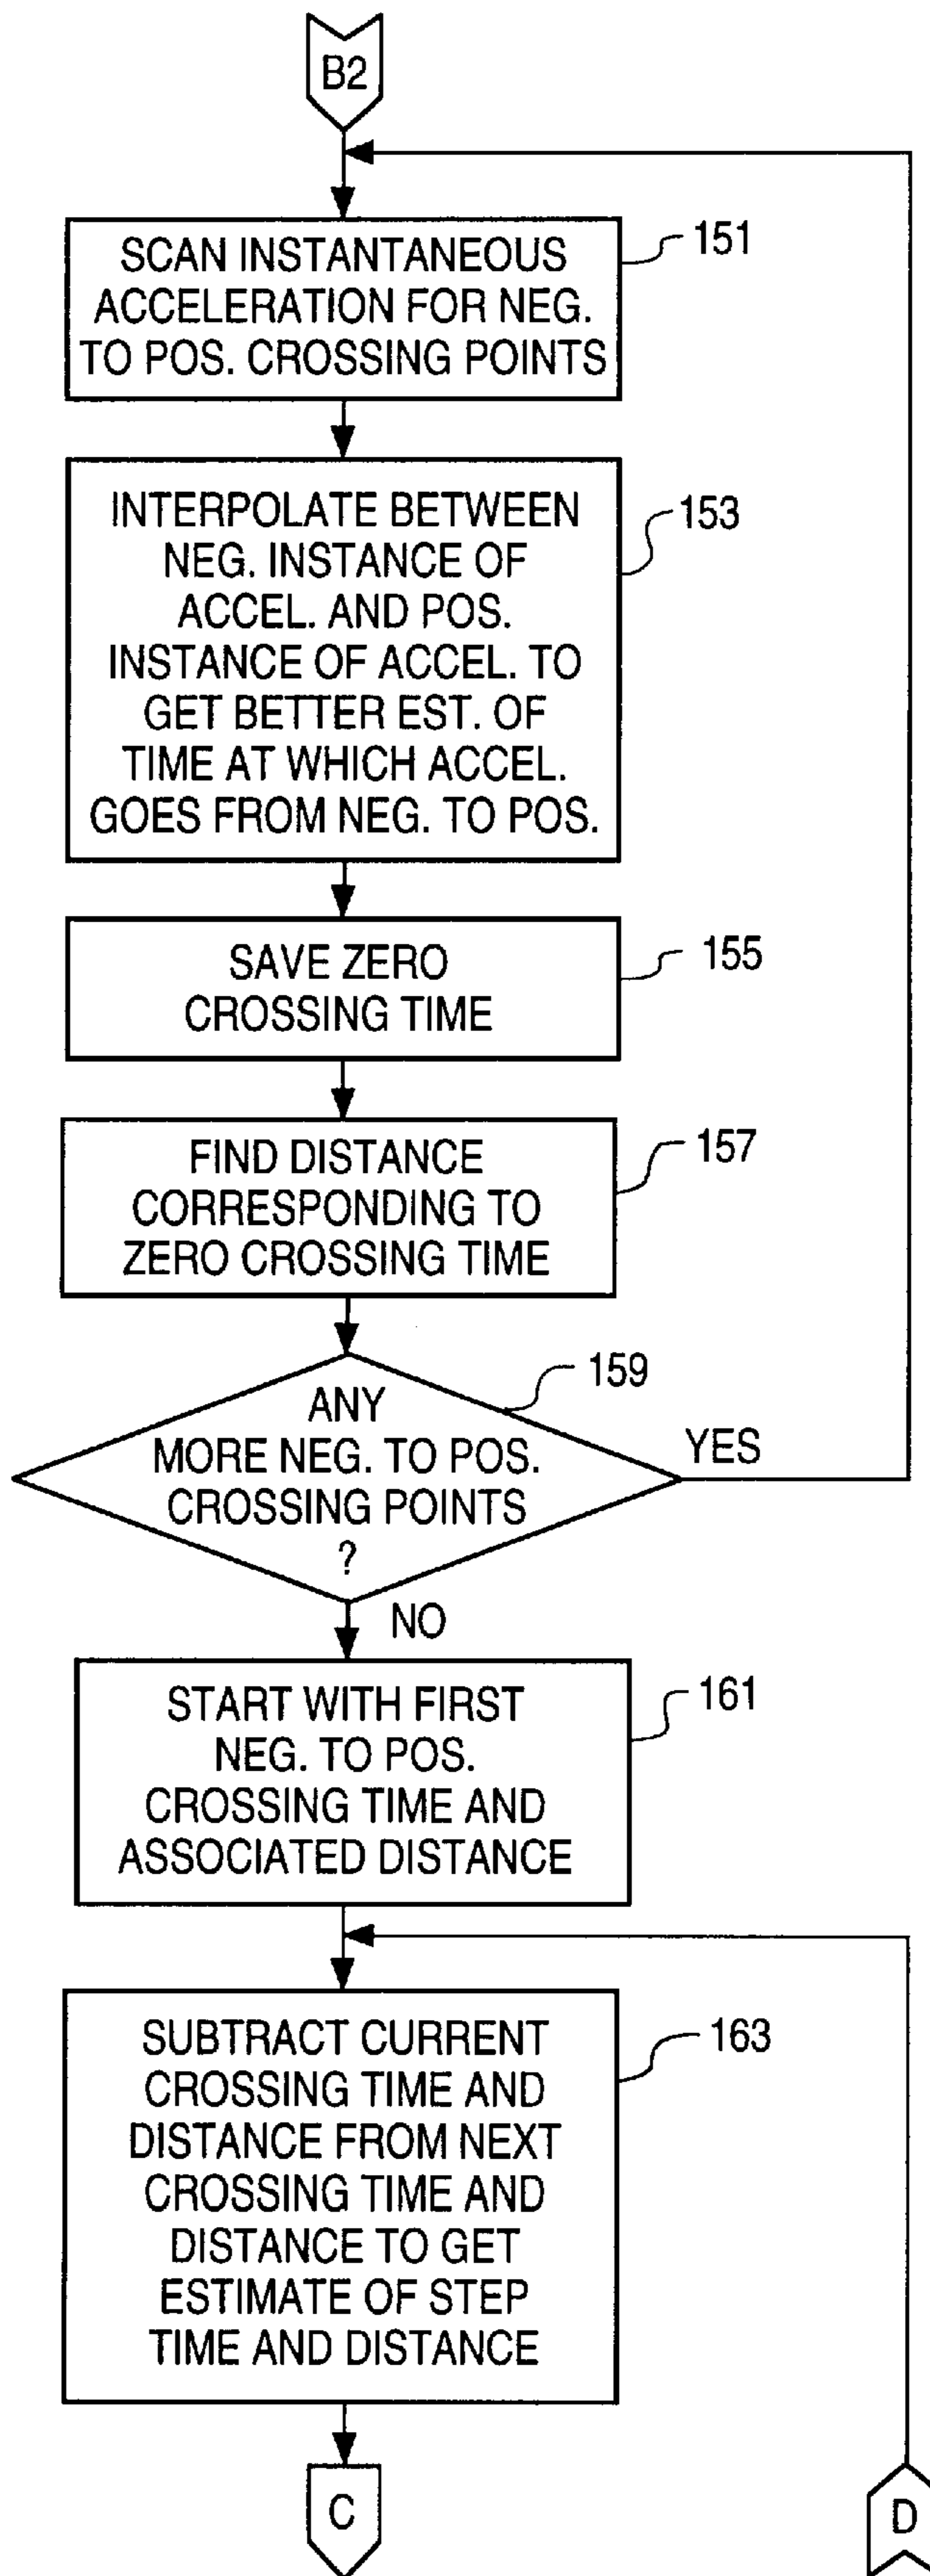 B2
SCAN INSTANTANEOUS
ACCELERATION FOR NEG.
TO POS. CROSSING POINTS
151
INTERPOLATE BETWEEN
NEG. INSTANCE OF
ACCEL. AND POS.
INSTANCE OF ACCEL. TO
GET BETTER EST. OF
TIME AT WHICH ACCEL.
GOES FROM NEG. TO POS.
153
SAVE ZERO
CROSSING TIME
155
FIND DISTANCE
CORRESPONDING TO
ZERO CROSSING TIME
157
ANY
MORE NEG. TO POS.
CROSSING POINTS
?
159
YES
NO
START WITH FIRST
NEG. TO POS.
CROSSING TIME AND
ASSOCIATED DISTANCE
161
SUBTRACT CURRENT
CROSSING TIME AND
DISTANCE FROM NEXT
CROSSING TIME AND
DISTANCE TO GET
ESTIMATE OF STEP
TIME AND DISTANCE
163
C
D